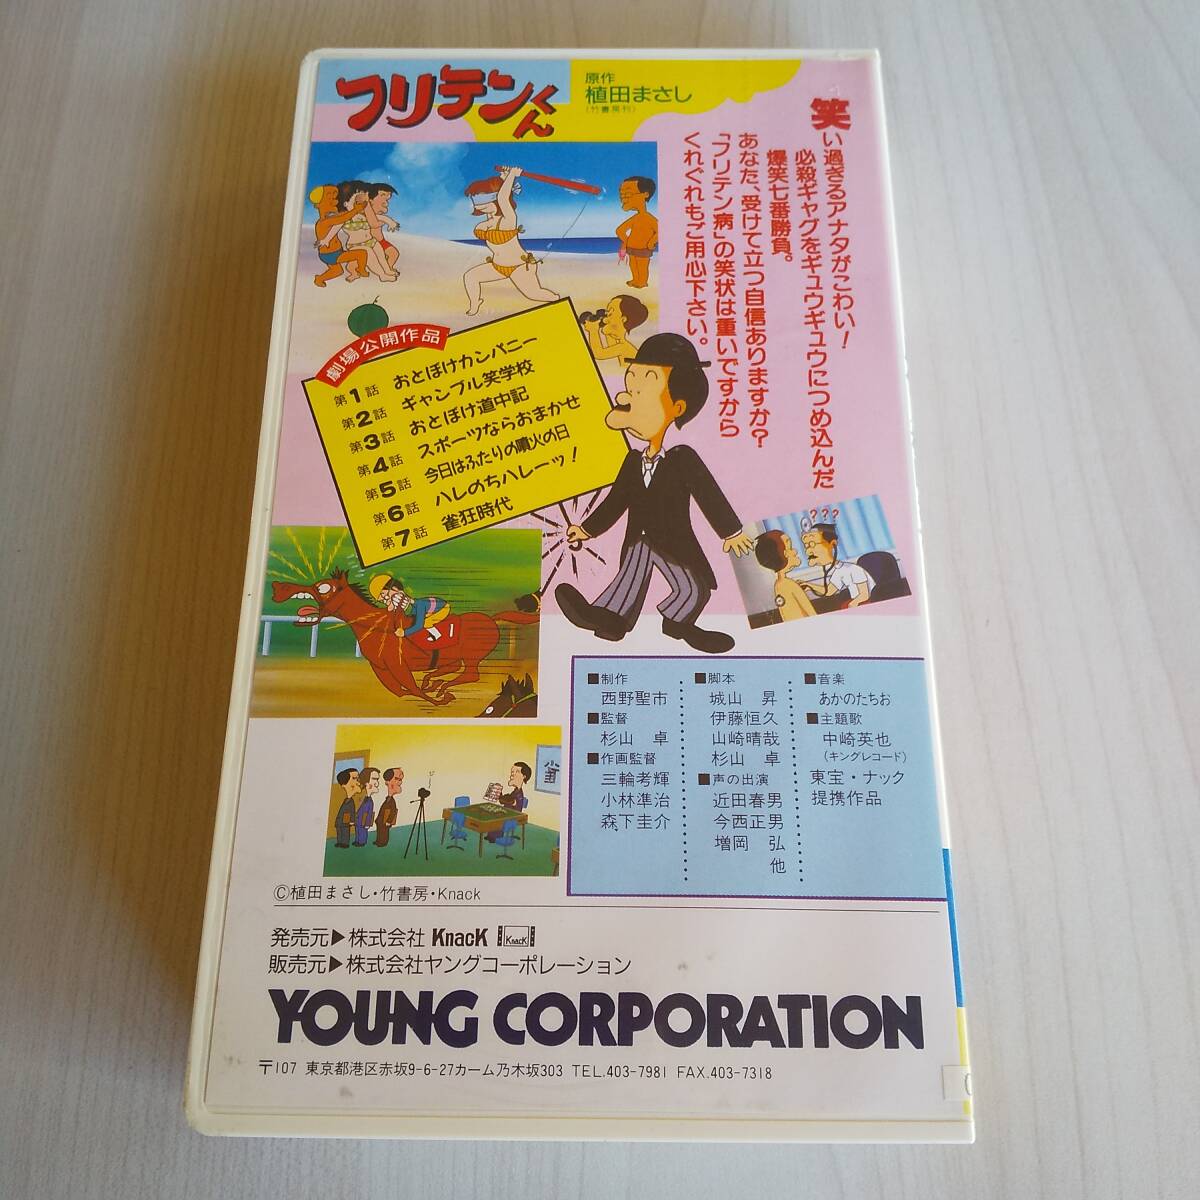 フリテンくん
原作
植田まさし
(竹書房刊)
笑い過ぎるアナタがこわい!
必殺ギャグをギュウギュウにつめ込んだ
爆笑七番勝負。
あなた、受けて立つ自信ありますか?
「フリテン病」の笑状は重いですから
くれぐれもご用心下さい。
劇場公開作品
第1話 おとぼけカンパニー
第2話 ギャンブル笑学校
第3話 おとぼけ道中記
第4話 スポーツならおまかせ
第5話 今日はふたりの噴火の日
第6話 ハレのちハレーッ!
第7話 雀狂時代
???
雀
■制作
西野聖市
■監督
杉山 卓
■作画監督
三輪孝輝
小林準治
森下圭介
■脚本
城山 昇
伊藤恒久
山崎晴哉
杉山 卓
■声の出演
近田春男
今西正男
増岡 弘
他
■音楽
あかのたちお
■主題歌
中崎英也
(キングレコード)
東宝・ナック
提携作品
©植田まさし・竹書房・Knack
発売元▶株式会社 KnacK KnacK
販売元▶株式会社ヤングコーポレーション
YOUNG CORPORATION
〒107 東京都港区赤坂9-6-27カーム乃木坂303 TEL.403-7981 FAX.403-7318